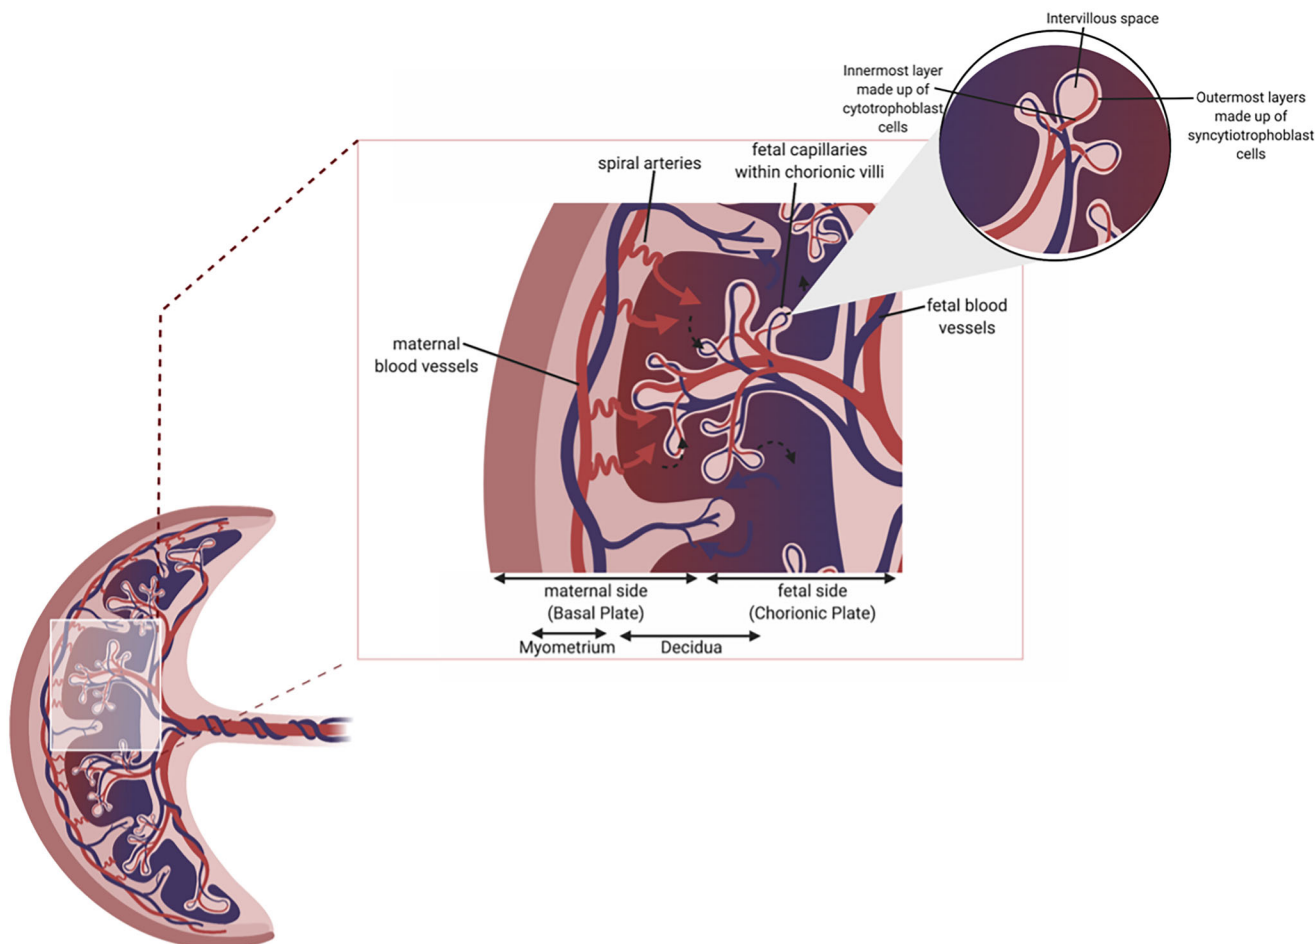 Intervillous space
Innermost layer
made up of
cytotrophoblast
cells
Outermost layers
made up of
syncytiotrophoblast
cells
spiral arteries
fetal capillaries
within chorionic villi
fetal blood
vessels
maternal
blood vessels
maternal side
(Basal Plate)
fetal side
(Chorionic Plate)
Myometrium
Decidua